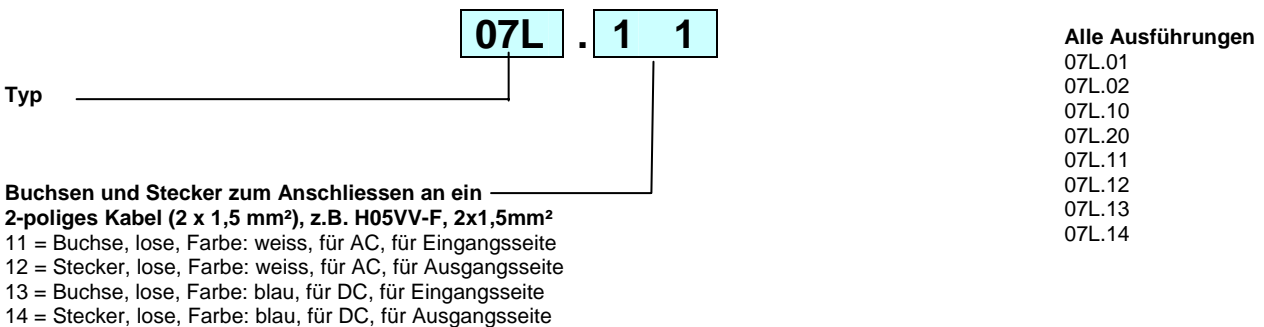 07L . 1 1
Typ
Buchsen und Stecker zum Anschliessen an ein
2-poliges Kabel (2 x 1,5 mm²), z.B. H05VV-F, 2x1,5mm²
11 = Buchse, lose, Farbe: weiss, für AC, für Eingangsseite
12 = Stecker, lose, Farbe: weiss, für AC, für Ausgangsseite
13 = Buchse, lose, Farbe: blau, für DC, für Eingangsseite
14 = Stecker, lose, Farbe: blau, für DC, für Ausgangsseite
Alle Ausführungen
07L.01
07L.02
07L.10
07L.20
07L.11
07L.12
07L.13
07L.14